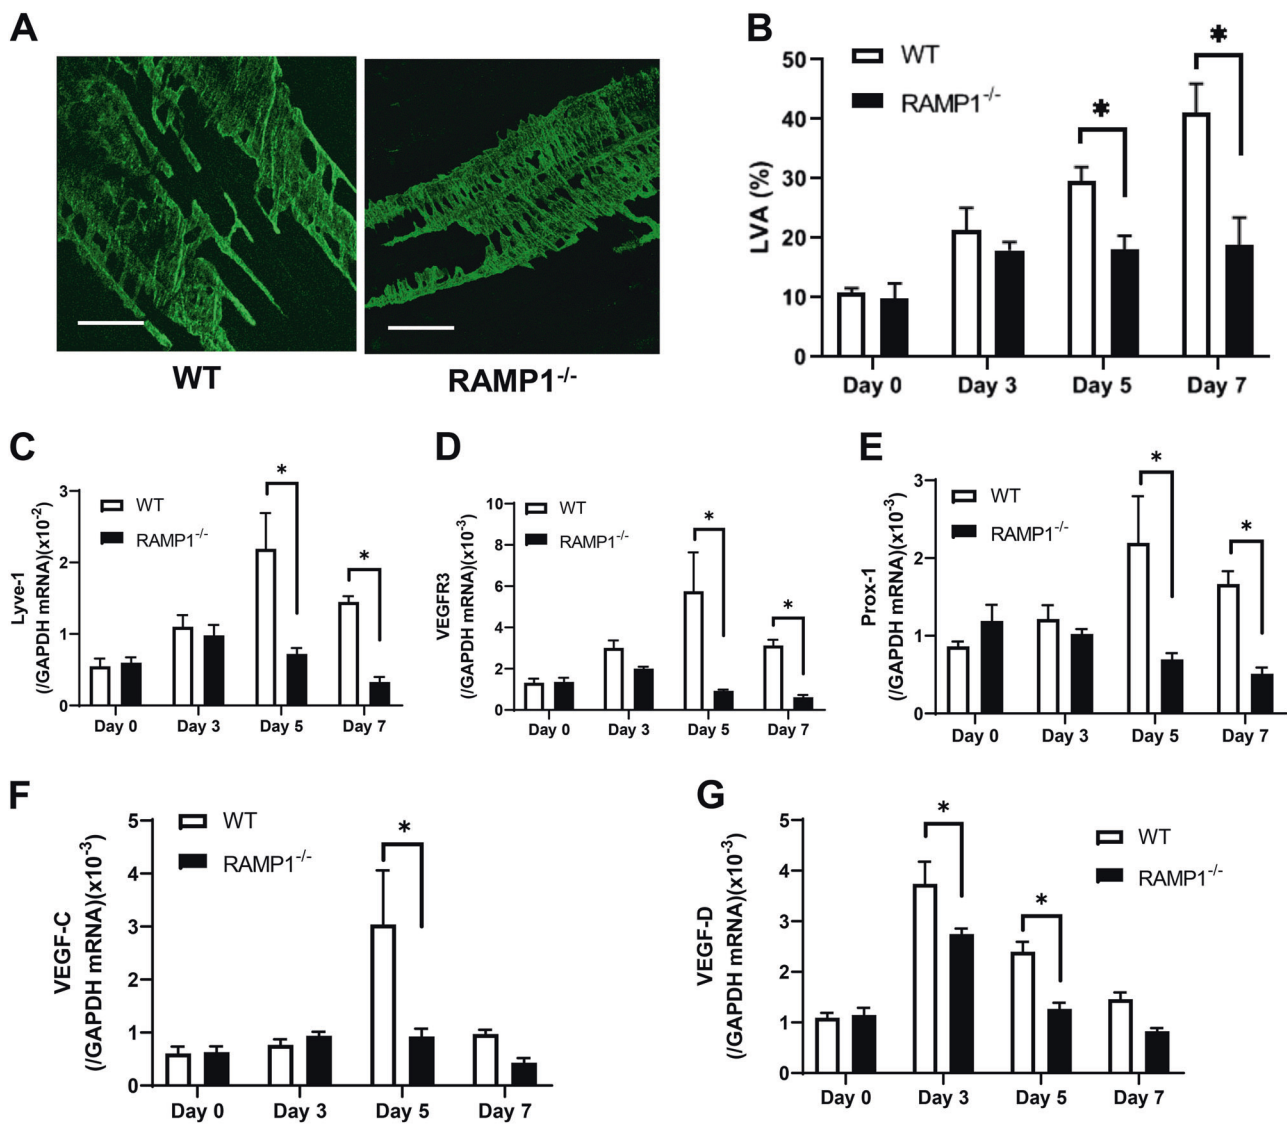 A
WT
RAMP1-/-
B
LVA (%)
50
40
30
20
10
0
WT
RAMP1-/-
*
*
Day 0
Day 3
Day 5
Day 7
C
Lyve-1
(/GAPDH mRNA)(x10-2)
3
2
1
0
WT
RAMP1-/-
*
*
Day 0
Day 3
Day 5
Day 7
D
VEGFR3
(/GAPDH mRNA)(x10-3)
10
8
6
4
2
0
WT
RAMP1-/-
*
*
Day 0
Day 3
Day 5
Day 7
E
Prox-1
(/GAPDH mRNA)(x10-3)
3
2
1
0
WT
RAMP1-/-
*
*
Day 0
Day 3
Day 5
Day 7
F
VEGF-C
(/GAPDH mRNA)(x10-3)
5
4
3
2
1
0
WT
RAMP1-/-
*
Day 0
Day 3
Day 5
Day 7
G
VEGF-D
(/GAPDH mRNA)(x10-3)
5
4
3
2
1
0
*
*
WT
RAMP1-/-
Day 0
Day 3
Day 5
Day 7